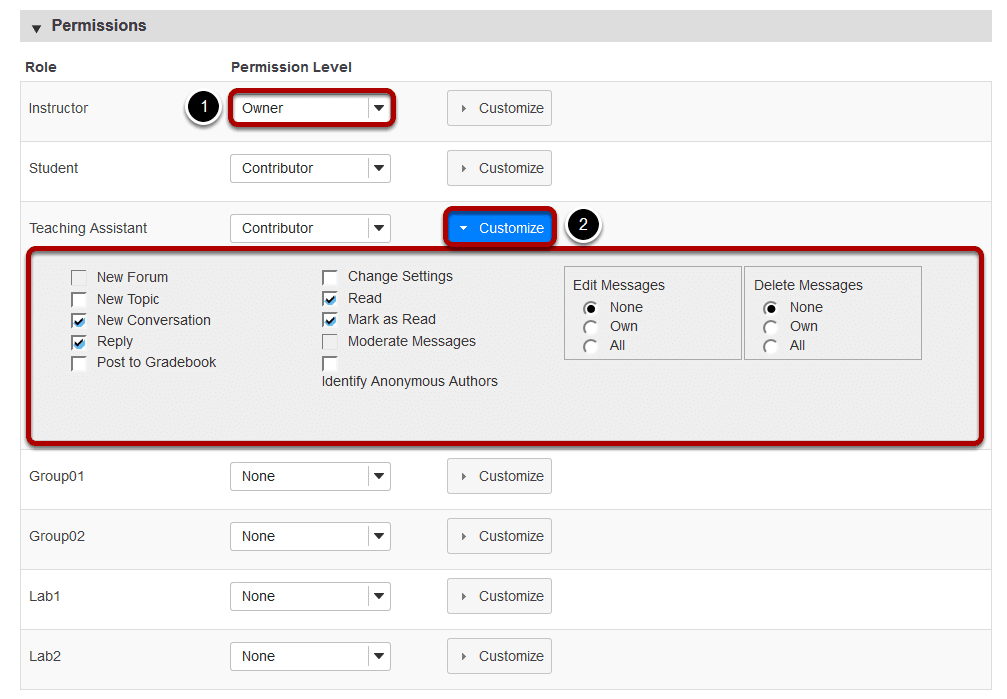 Permissions
Role Permission Level
Instructor 1 Owner Customize
Student Contributor Customize
Teaching Assistant Contributor Customize 2
New Forum
New Topic
New Conversation
Reply
Post to Gradebook
Change Settings
Read
Mark as Read
Moderate Messages
Identify Anonymous Authors
Edit Messages
None
Own
All
Delete Messages
None
Own
All
Group01 None Customize
Group02 None Customize
Lab1 None Customize
Lab2 None Customize